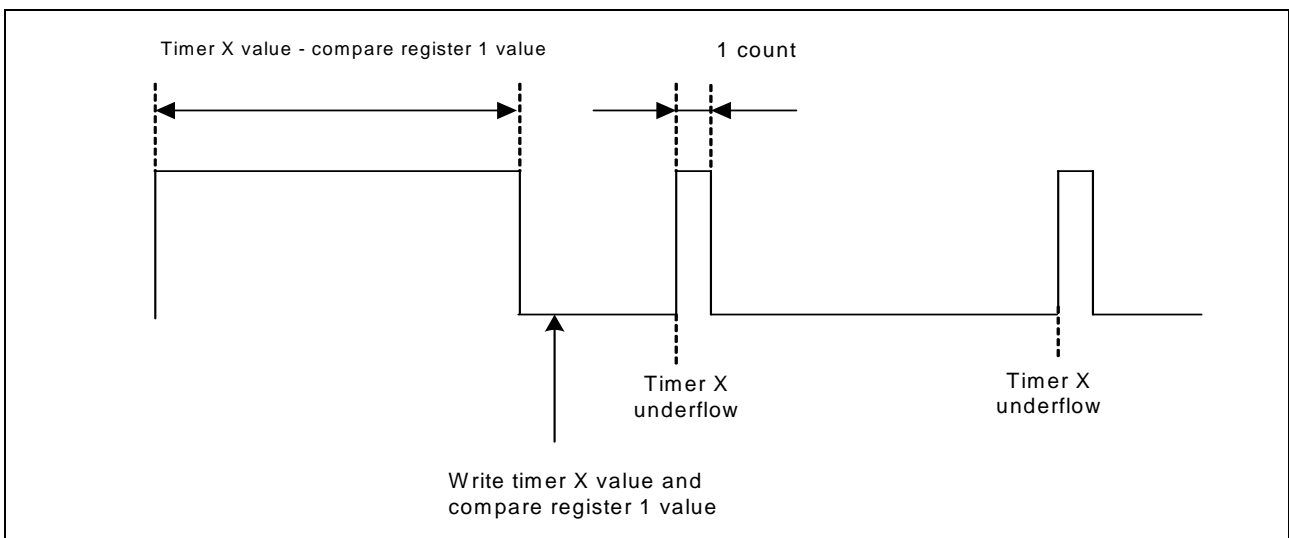 Timer X value - compare register 1 value
1 count
Timer X
underflow
Timer X
underflow
Write timer X value and
compare register 1 value